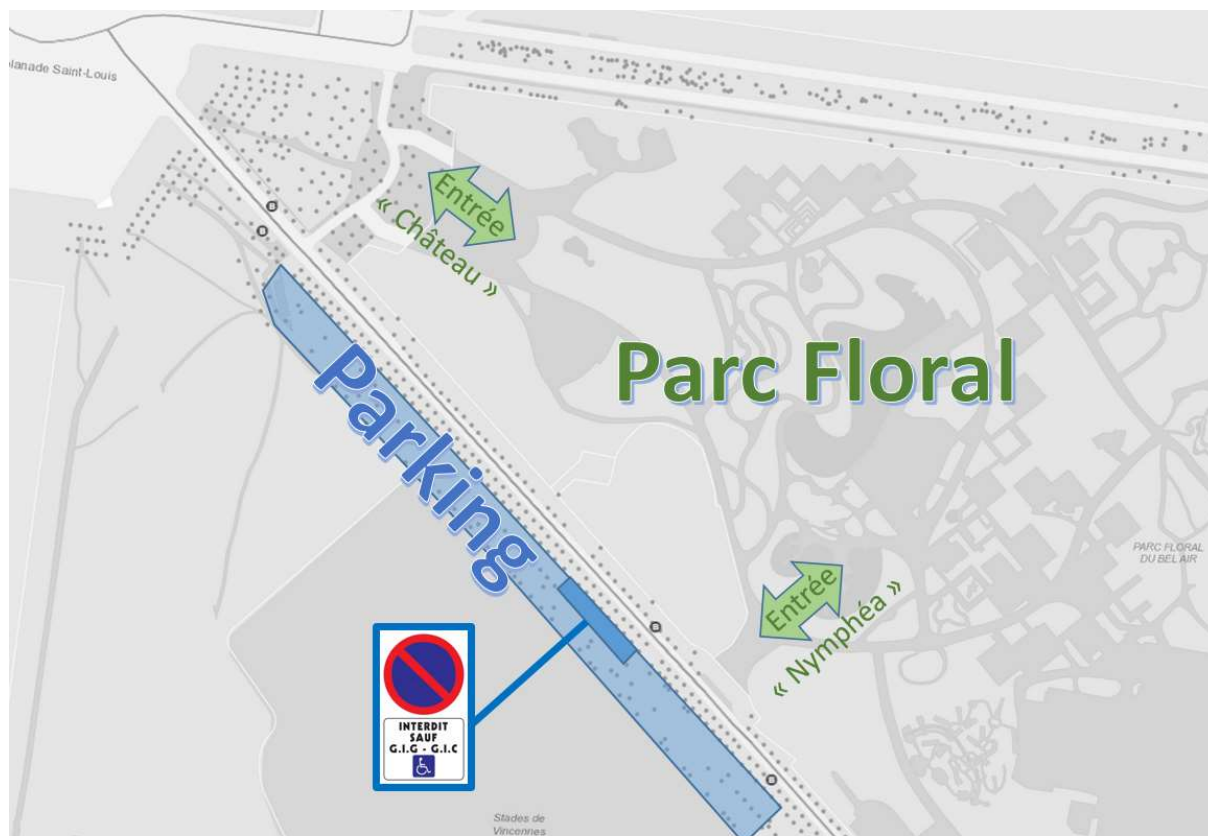 planade Saint-Louis
Entrée
« Château »
Parc Floral
Parking
PARC FLORAL
DU BEL AIR
Entrée
« Nymphéa »
INTERDIT
SAUF
G.I.G - G.I.C
Stades de
Vincennes